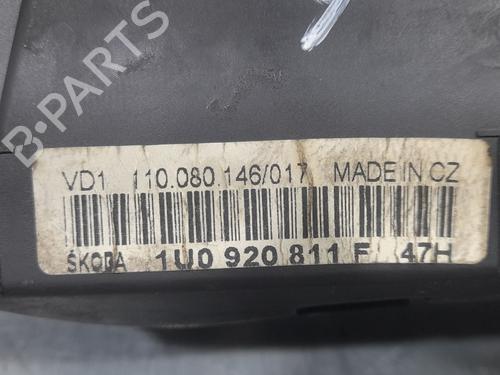 B-PARTS
VD1 110.080.146/017 MADE IN CZ
ŠKODA 1U0 920 811 F 47H